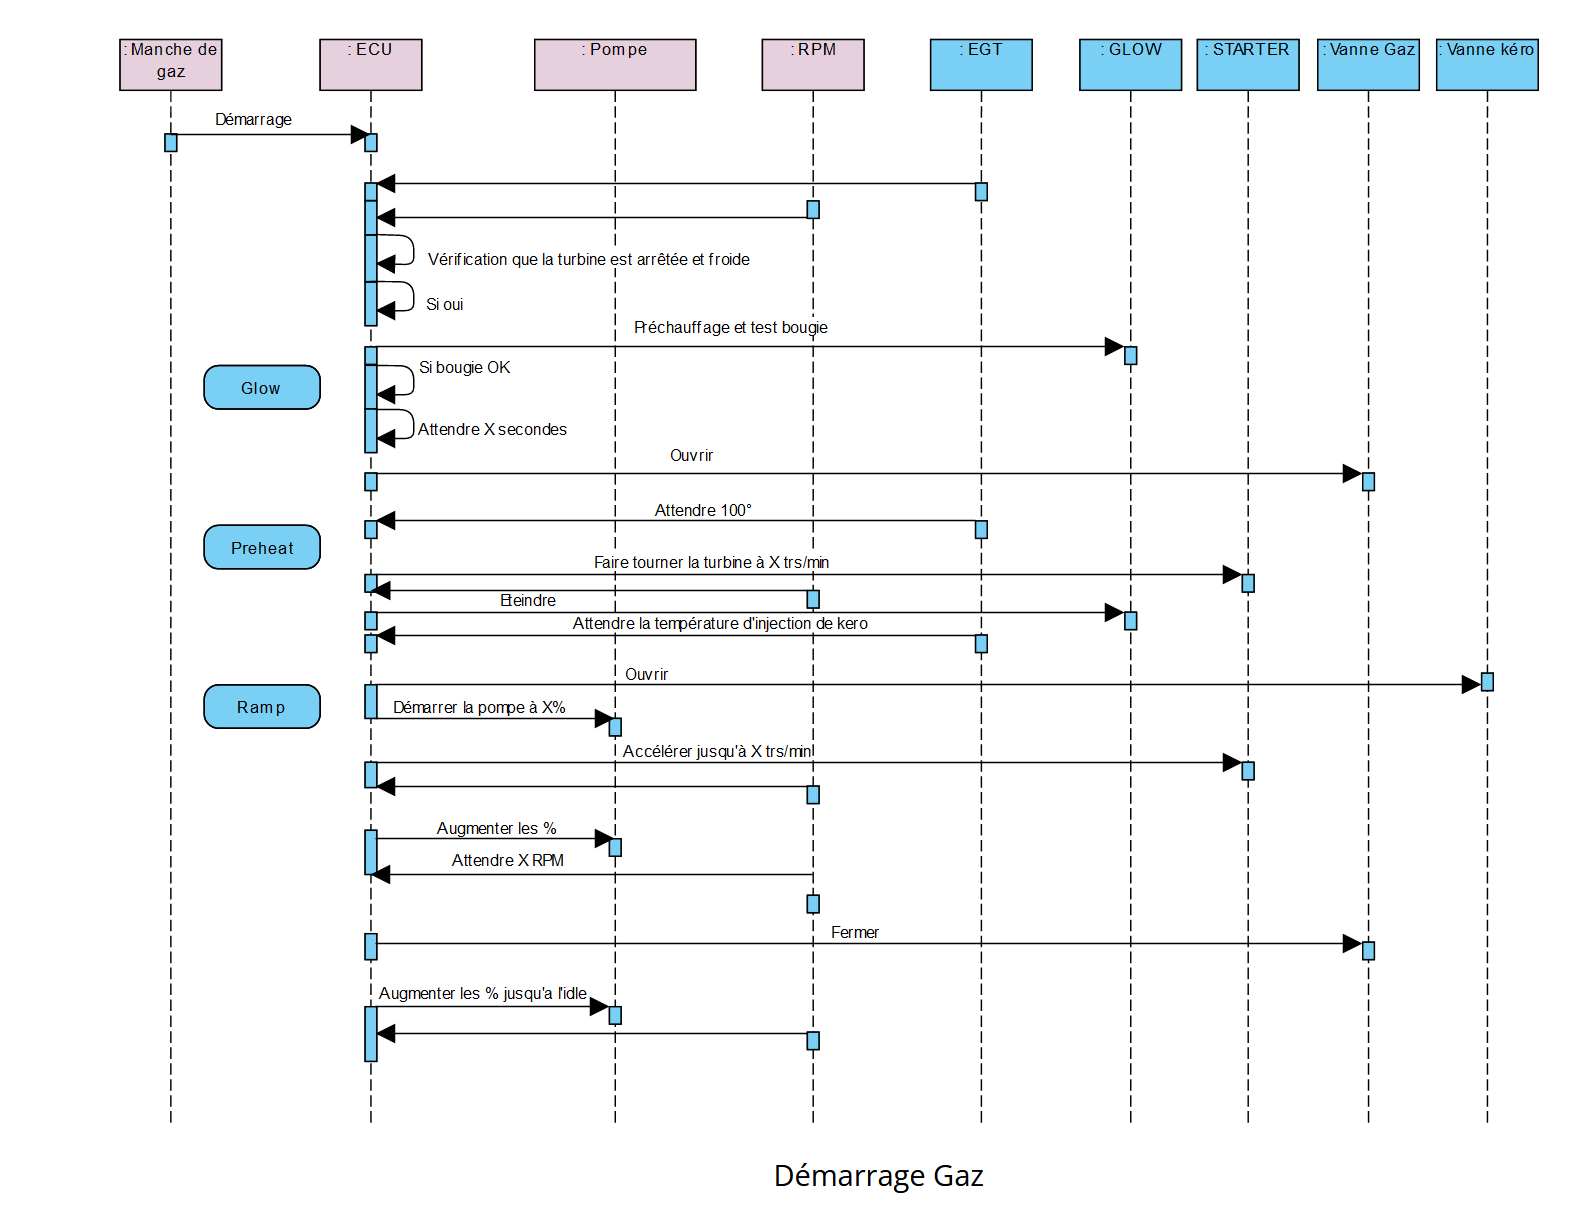 : Manche de
gaz
: ECU
: Pompe
: RPM
: EGT
: GLOW
: STARTER
: Vanne Gaz
: Vanne kéro
Démarrage
Vérification que la turbine est arrêtée et froide
Si oui
Préchauffage et test bougie
Si bougie OK
Glow
Attendre X secondes
Ouvrir
Attendre 100°
Preheat
Faire tourner la turbine à X trs/min
Eteindre
Attendre la température d'injection de kero
Ouvrir
Ramp
Démarrer la pompe à X%
Accélérer jusqu'à X trs/min
Augmenter les %
Attendre X RPM
Fermer
Augmenter les % jusqu'a l'idle
Démarrage Gaz